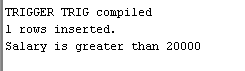 TRIGGER TRIG compiled
1 rows inserted.
Salary is greater than 20000